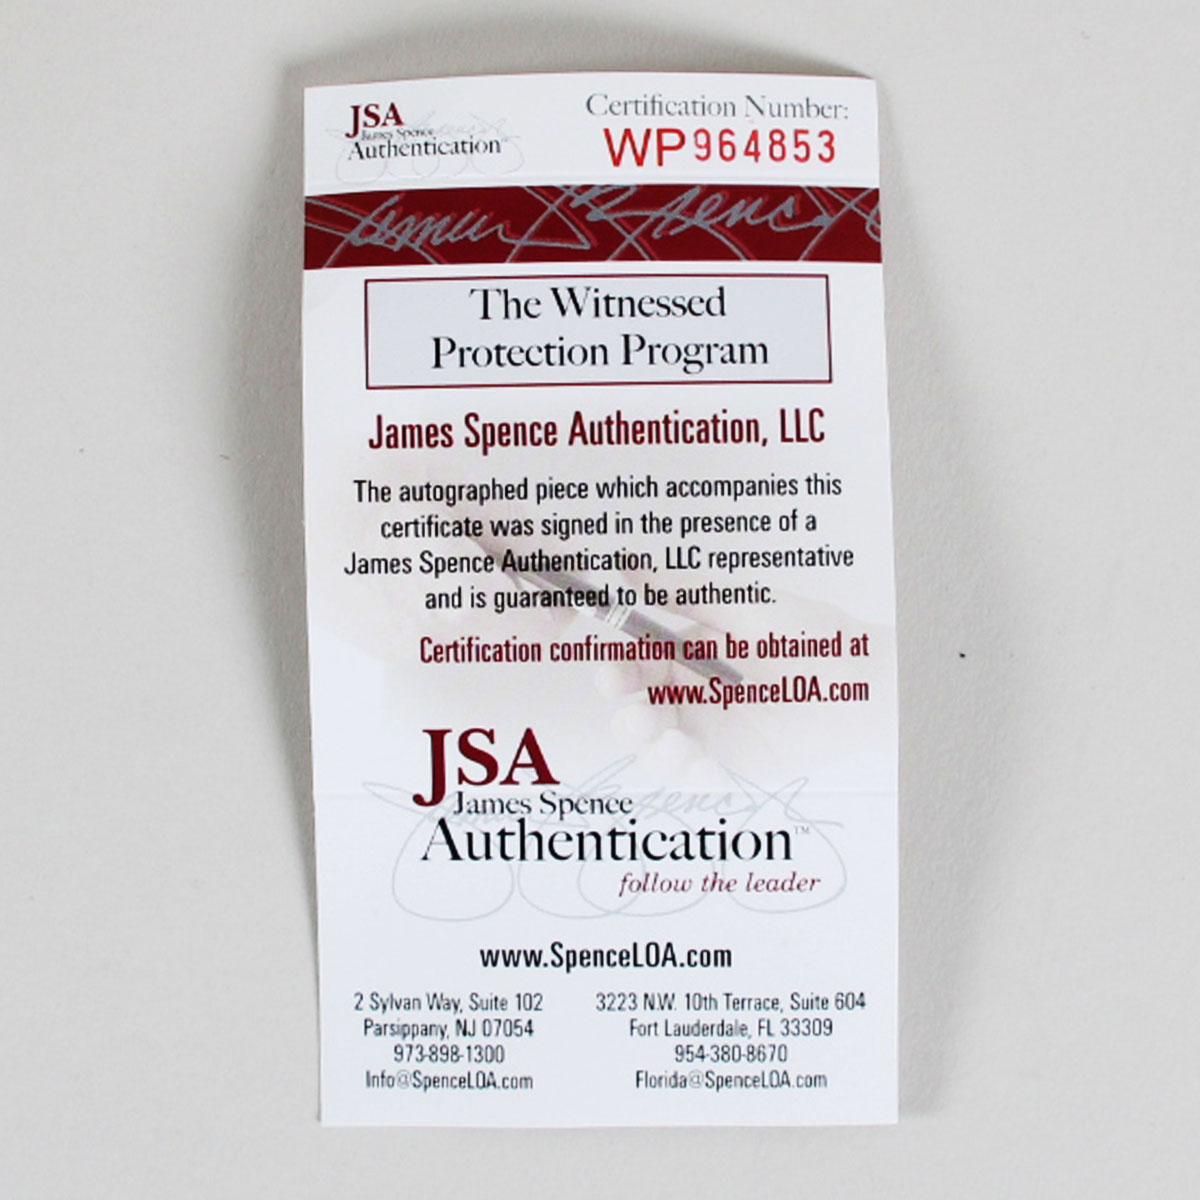 JSA
James Spence
Authentication
Certification Number:
WP964853
James Spence
The Witnessed
Protection Program
James Spence Authentication, LLC
The autographed piece which accompanies this
certificate was signed in the presence of a
James Spence Authentication, LLC representative
and is guaranteed to be authentic.
Certification confirmation can be obtained at
www.SpenceLOA.com
JSA
James Spence
Authentication™
follow the leader
www.SpenceLOA.com
2 Sylvan Way, Suite 102
Parsippany, NJ 07054
973-898-1300
Info@SpenceLOA.com
3223 N.W. 10th Terrace, Suite 604
Fort Lauderdale, FL 33309
954-380-8670
Florida@SpenceLOA.com